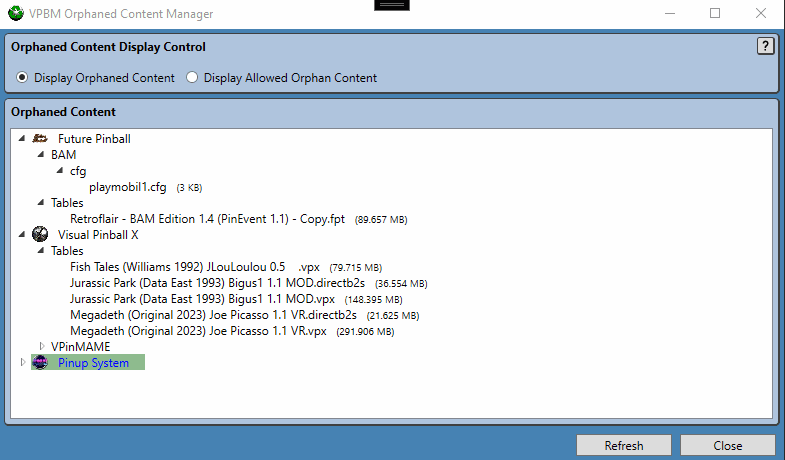 VPBM Orphaned Content Manager
Orphaned Content Display Control
?
Display Orphaned Content Display Allowed Orphan Content
Orphaned Content
Future Pinball
BAM
cfg
playmobil1.cfg (3 KB)
Tables
Retroflair - BAM Edition 1.4 (PinEvent 1.1) - Copy.fpt (89.657 MB)
Visual Pinball X
Tables
Fish Tales (Williams 1992) JLouLoulou 0.5 .vpx (79.715 MB)
Jurassic Park (Data East 1993) Bigus1 1.1 MOD.directb2s (36.554 MB)
Jurassic Park (Data East 1993) Bigus1 1.1 MOD.vpx (148.395 MB)
Megadeth (Original 2023) Joe Picasso 1.1 VR.directb2s (21.625 MB)
Megadeth (Original 2023) Joe Picasso 1.1 VR.vpx (291.906 MB)
VPinMAME
Pinup System
Refresh Close